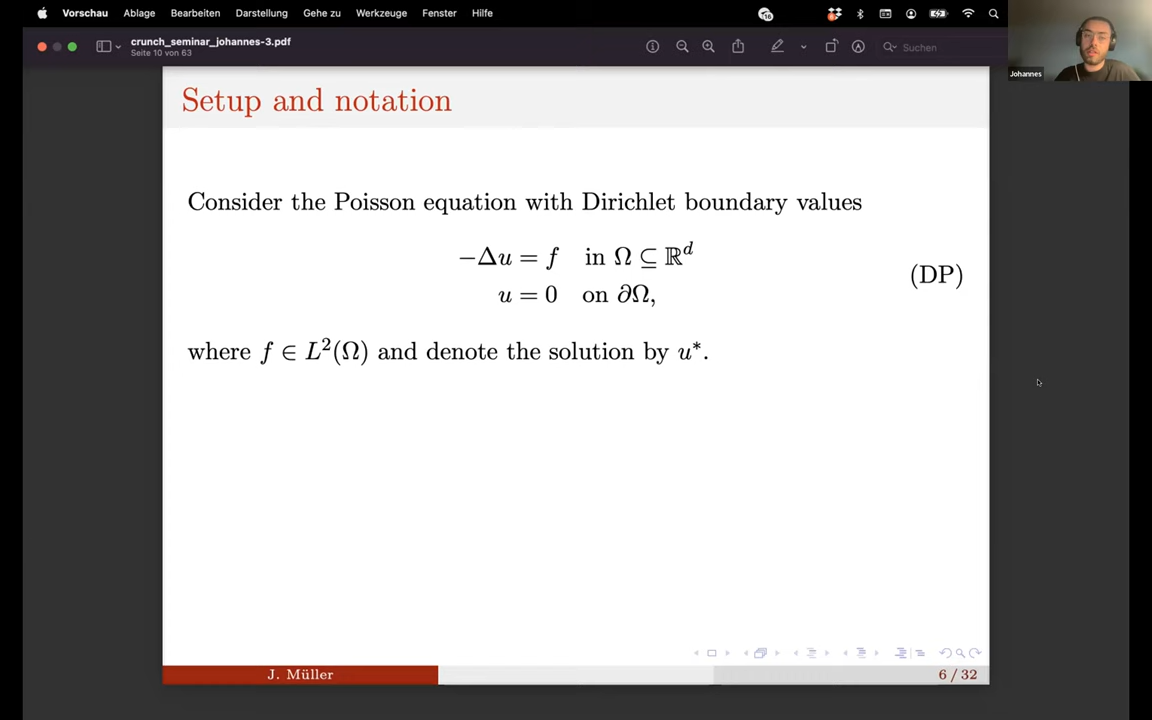 Vorschau Ablage Bearbeiten Darstellung Gehe zu Werkzeuge Fenster Hilfe
crunch_seminar_johannes-3.pdf
Seite 10 von 63
Suchen
Johannes
Setup and notation
Consider the Poisson equation with Dirichlet boundary values
−Δu = f in Ω ⊆ ℝᵈ
(DP)
u = 0 on ∂Ω,
where f ∈ L²(Ω) and denote the solution by u*.
J. Müller
6 / 32